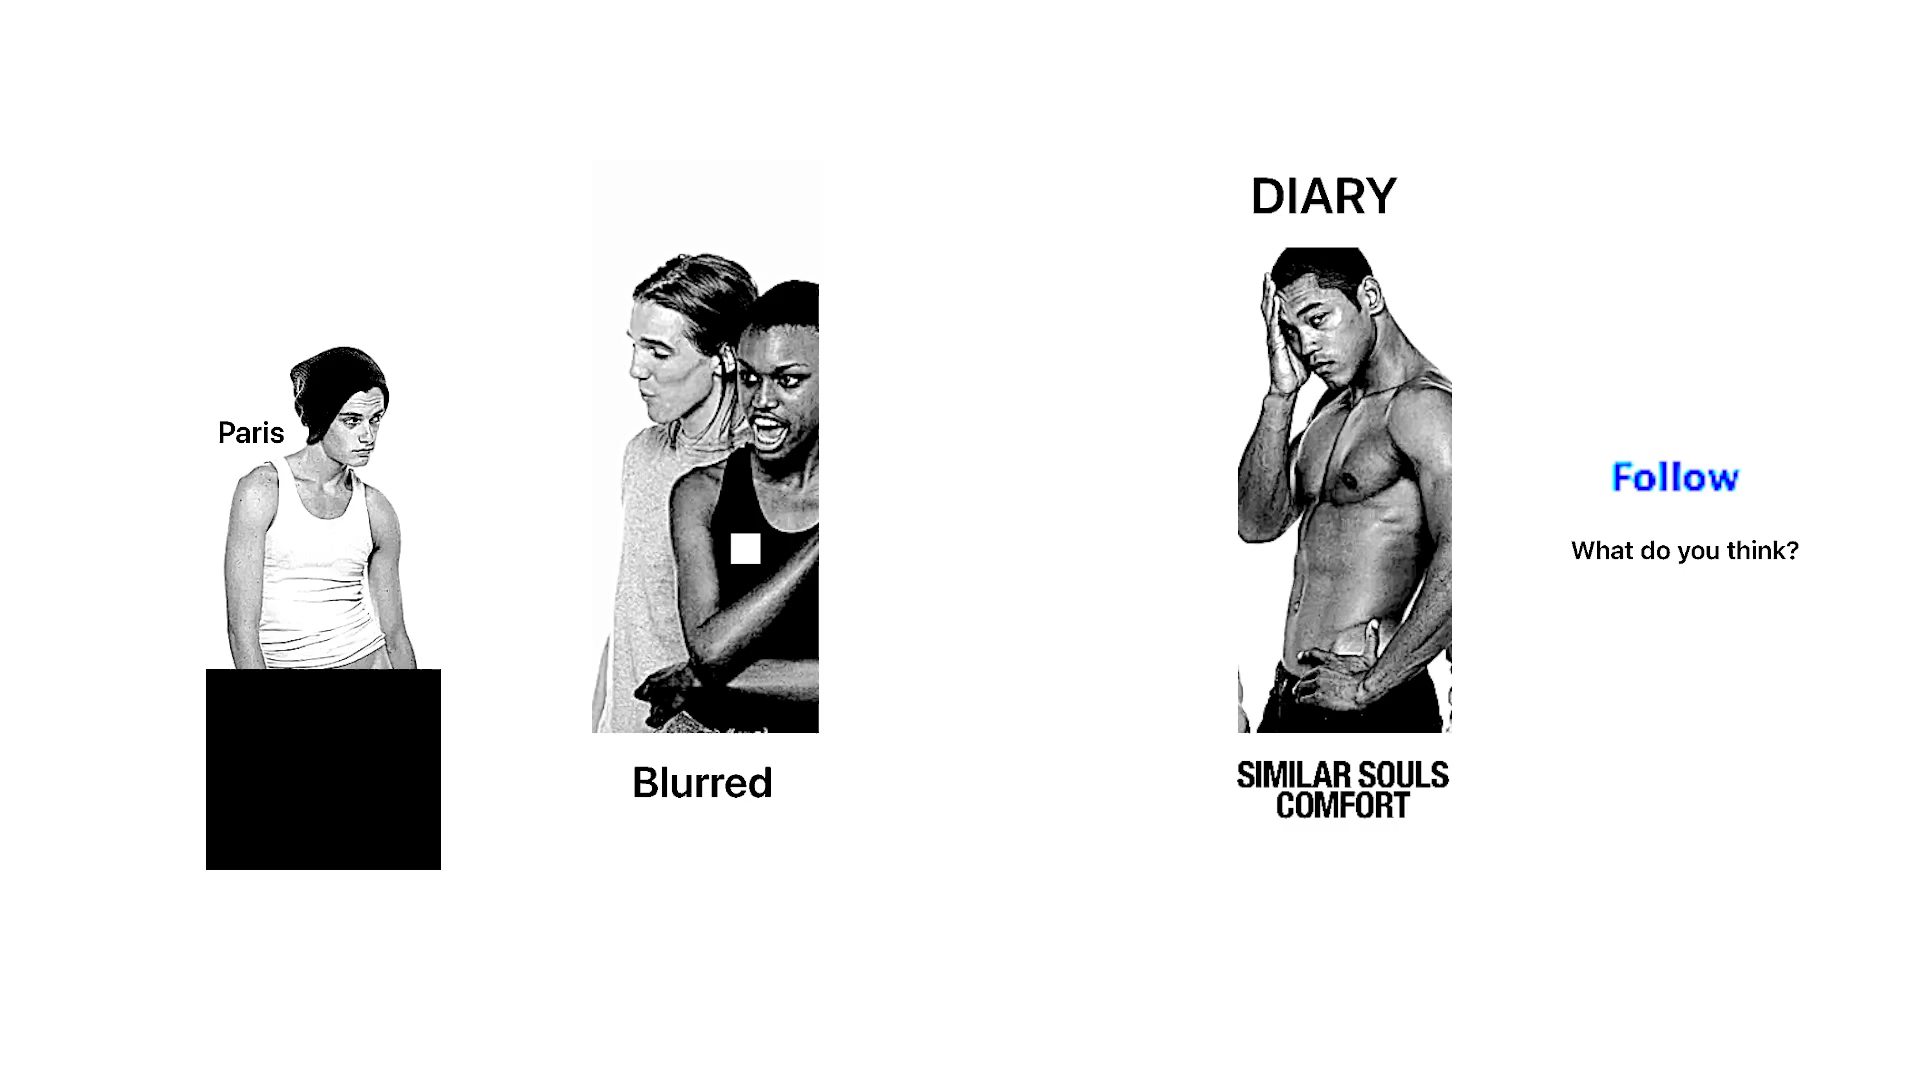 Paris
Blurred
DIARY
SIMILAR SOULS
COMFORT
Follow
What do you think?